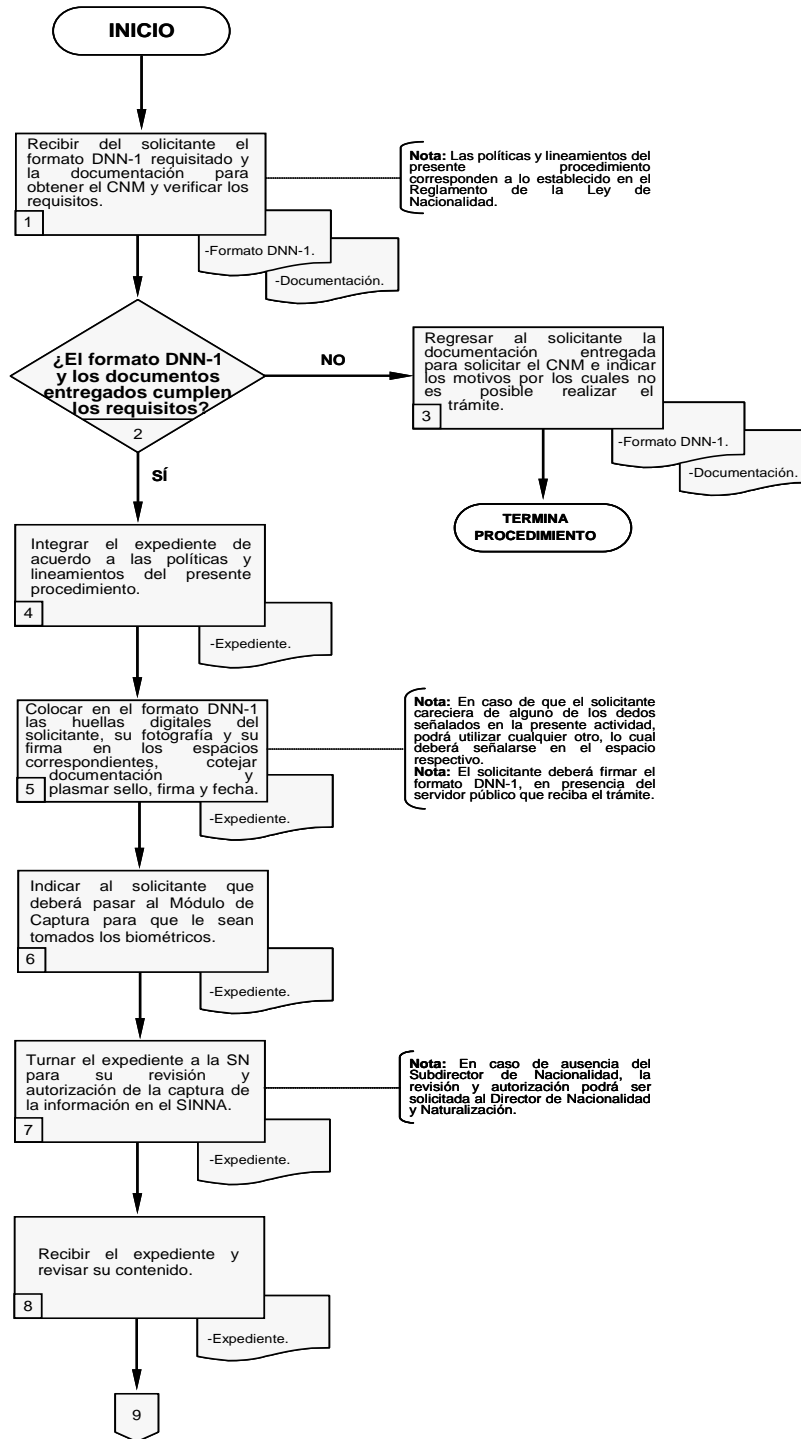 INICIO
Recibir del solicitante el
formato DNN-1 requisitado y
la documentación para
obtener el CNM y verificar los
requisitos.
1
-Formato DNN-1.
-Documentación.
Nota: Las políticas y lineamientos del
presente procedimiento
corresponden a lo establecido en el
Reglamento de la Ley de
Nacionalidad.
¿El formato DNN-1
y los documentos
entregados cumplen
los requisitos?
2
NO
SÍ
Regresar al solicitante la
documentación entregada
para solicitar el CNM e indicar
los motivos por los cuales no
es posible realizar el
trámite.
3
-Formato DNN-1.
-Documentación.
TERMINA
PROCEDIMIENTO
Integrar el expediente de
acuerdo a las políticas y
lineamientos del presente
procedimiento.
4
-Expediente.
Colocar en el formato DNN-1
las huellas digitales del
solicitante, su fotografía y su
firma en los espacios
correspondientes, cotejar
documentación y
plasmar sello, firma y fecha.
5
-Expediente.
Nota: En caso de que el solicitante
careciera de alguno de los dedos
señalados en la presente actividad,
podrá utilizar cualquier otro, lo cual
deberá señalarse en el espacio
respectivo.
Nota: El solicitante deberá firmar el
formato DNN-1, en presencia del
servidor público que reciba el trámite.
Indicar al solicitante que
deberá pasar al Módulo de
Captura para que le sean
tomados los biométricos.
6
-Expediente.
Turnar el expediente a la SN
para su revisión y
autorización de la captura de
la información en el SINNA.
7
-Expediente.
Nota: En caso de ausencia del
Subdirector de Nacionalidad, la
revisión y autorización podrá ser
solicitada al Director de Nacionalidad
y Naturalización.
Recibir el expediente y
revisar su contenido.
8
-Expediente.
9